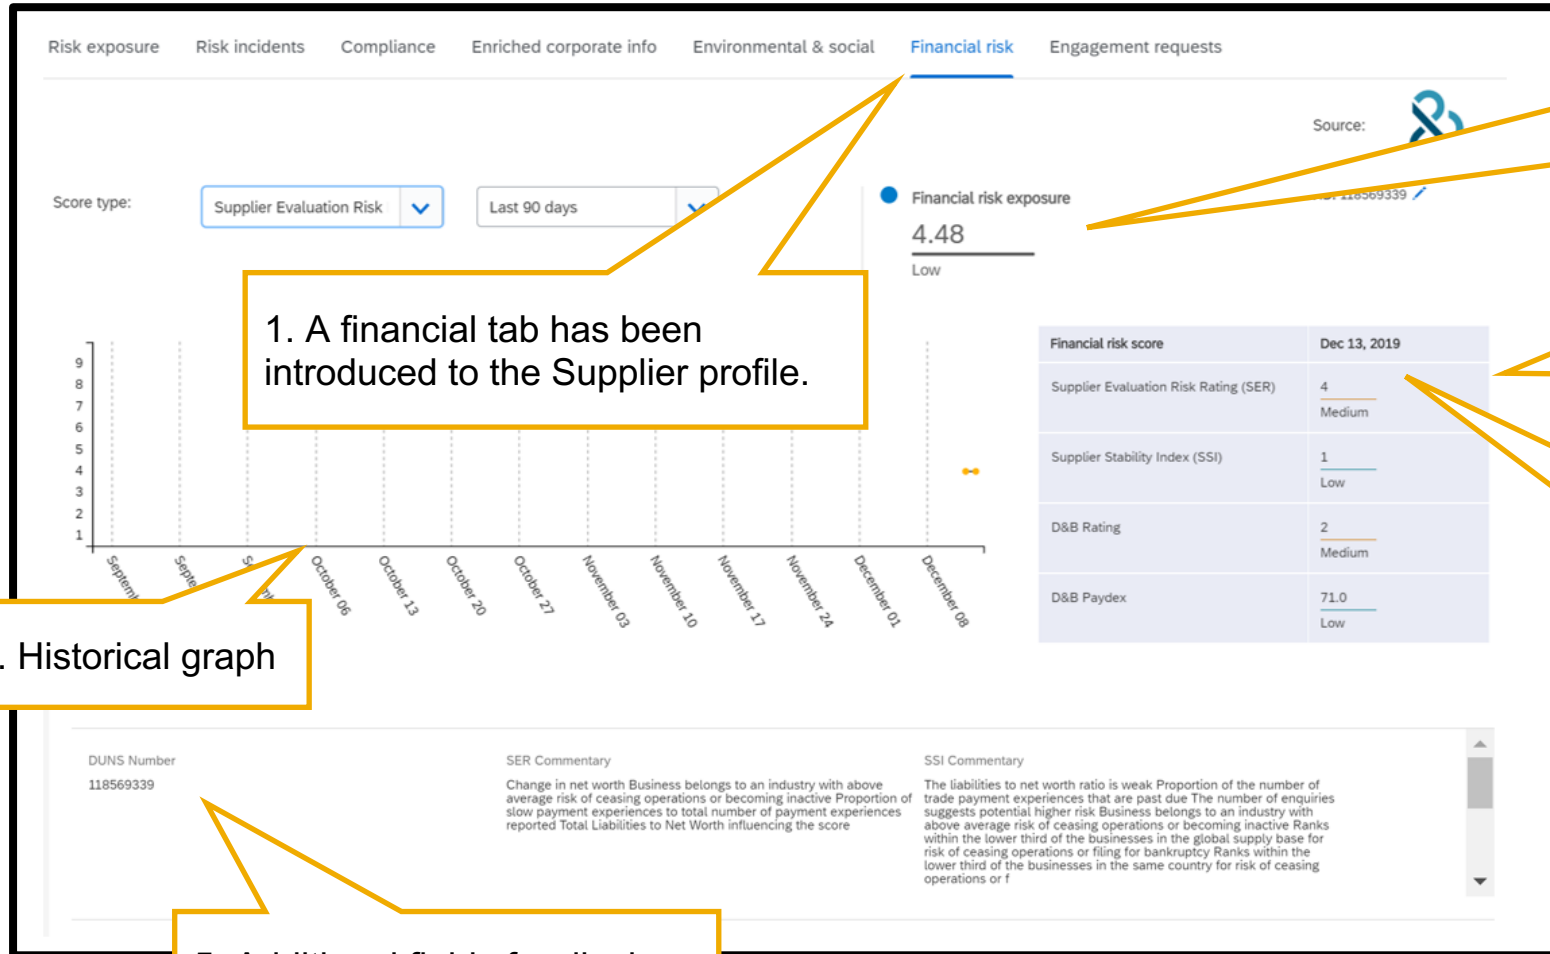 Risk exposure Risk incidents Compliance Enriched corporate info Environmental & social Financial risk Engagement requests
Source:
Score type: Supplier Evaluation Risk Last 90 days
Financial risk exposure
118569339
4.48
Low
1. A financial tab has been
introduced to the Supplier profile.
9
8
7
6
5
4
3
2
1
October 06 October 13 October 20 October 27 November 03 November 10 November 17 November 24 December 01 December 08
Financial risk score Dec 13, 2019
Supplier Evaluation Risk Rating (SER) 4
Medium
Supplier Stability Index (SSI) 1
Low
D&B Rating 2
Medium
D&B Paydex 71.0
Low
. Historical graph
DUNS Number
118569339
SER Commentary
Change in net worth Business belongs to an industry with above
average risk of ceasing operations or becoming inactive Proportion of
slow payment experiences to total number of payment experiences
reported Total Liabilities to Net Worth influencing the score
SSI Commentary
The liabilities to net worth ratio is weak Proportion of the number of
trade payment experiences that are past due The number of enquiries
suggests potential higher risk Business belongs to an industry with
above average risk of ceasing operations or becoming inactive Ranks
within the lower third of the businesses in the global supply base for
risk of ceasing operations or filing for bankruptcy Ranks within the
lower third of the businesses in the same country for risk of ceasing
operations or f